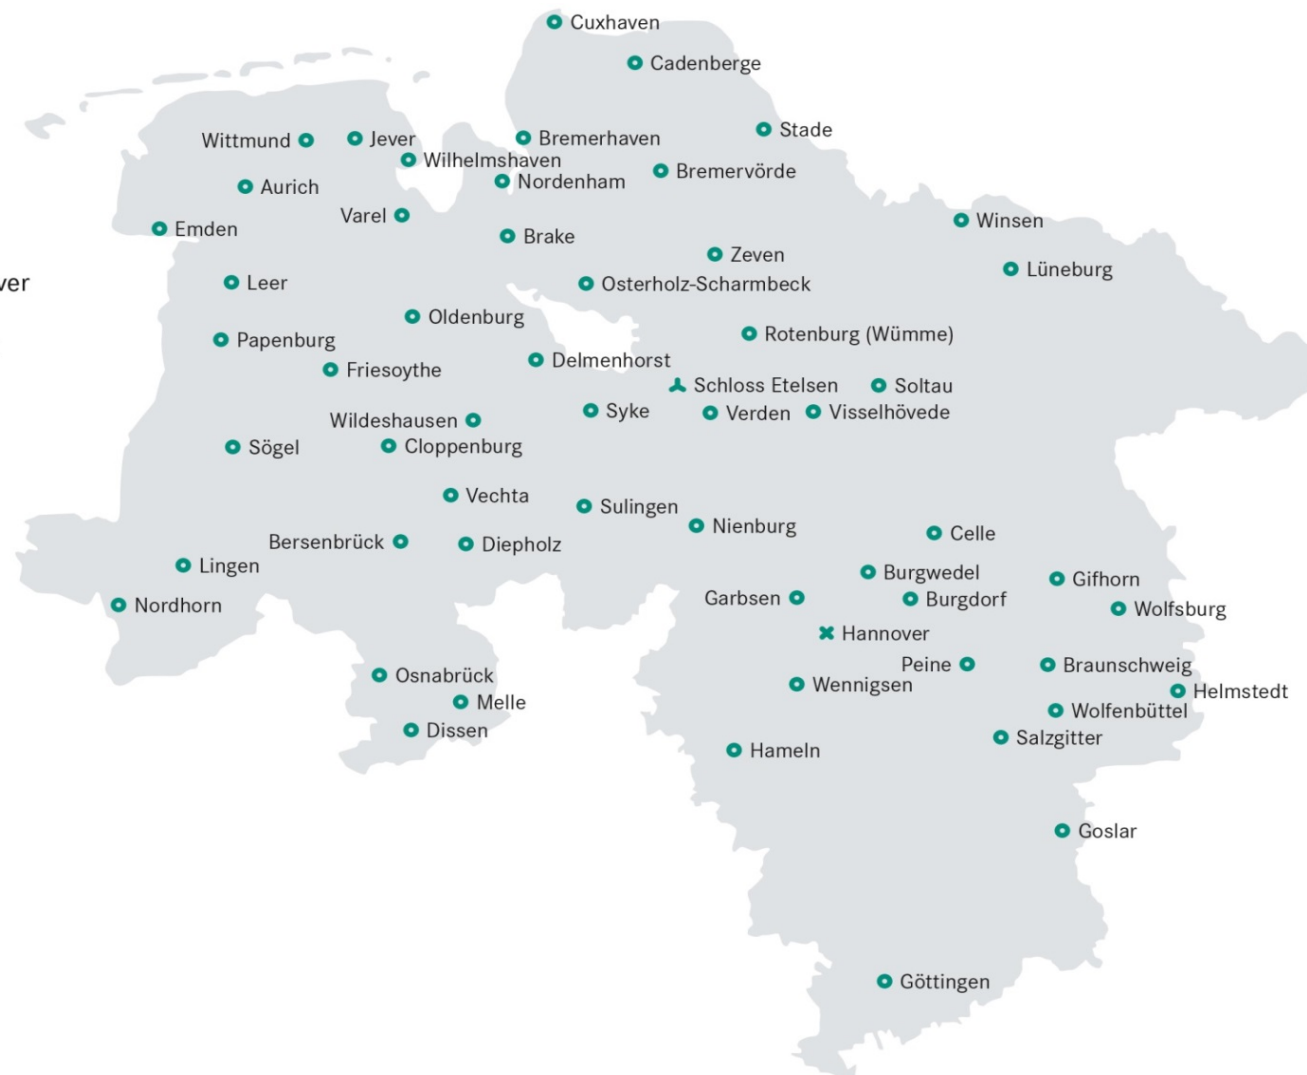 Cuxhaven
Cadenberge
Stade
Wittmund
Jever
Bremerhaven
Wilhelmshaven
Bremervörde
Nordenham
Aurich
Varel
Winsen
Emden
Brake
Zeven
Lüneburg
Leer
Osterholz-Scharmbeck
ver
Oldenburg
Rotenburg (Wümme)
Papenburg
Delmenhorst
Friesoythe
Schloss Etelsen
Soltau
Syke
Verden
Visselhövede
Wildeshausen
Sögel
Cloppenburg
Vechta
Sulingen
Nienburg
Celle
Bersenbrück
Diepholz
Lingen
Burgwedel
Gifhorn
Garbsen
Burgdorf
Nordhorn
Wolfsburg
Hannover
Peine
Braunschweig
Osnabrück
Wennigsen
Helmstedt
Melle
Wolfenbüttel
Dissen
Salzgitter
Hameln
Goslar
Göttingen